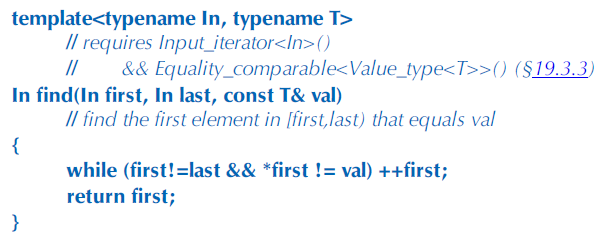 template<typename In, typename T>
// requires Input_iterator<In>()
// && Equality_comparable<Value_type<T>>() (§19.3.3)
In find(In first, In last, const T& val)
// find the first element in [first,last) that equals val
{
while (first!=last && *first != val) ++first;
return first;
}